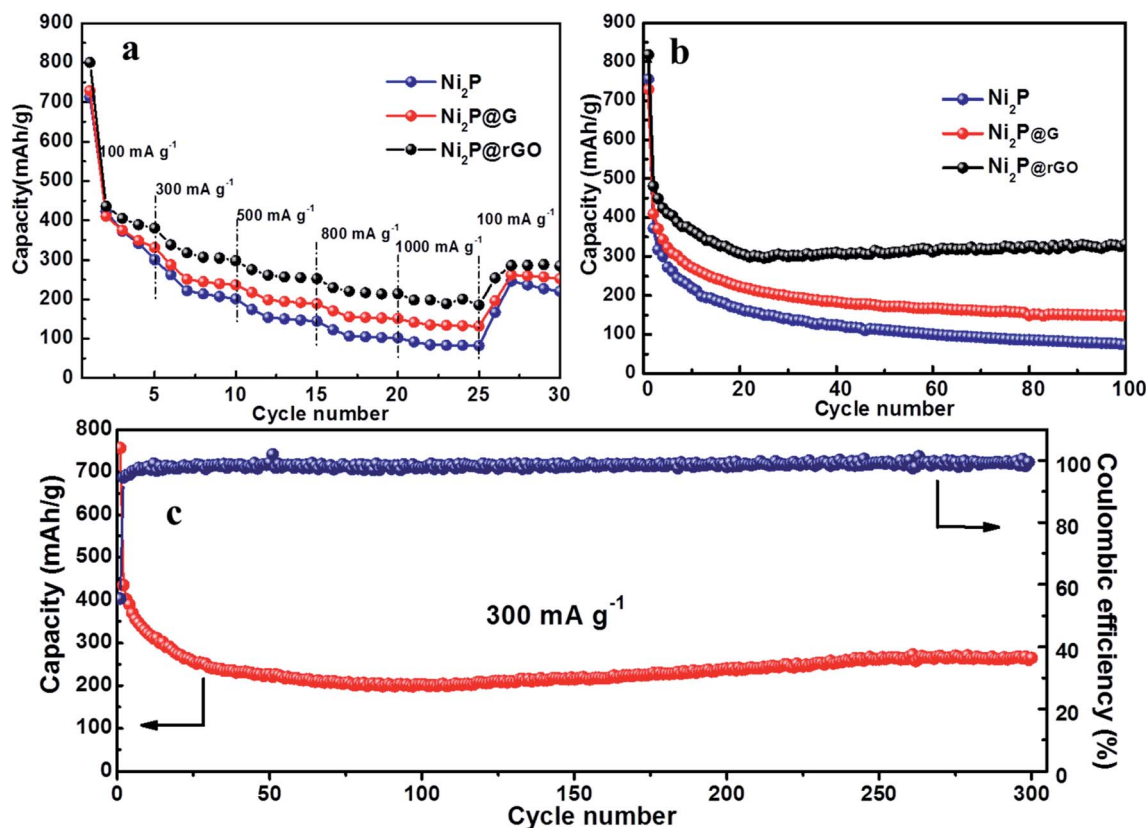 a
Ni₂P
Ni₂P@G
Ni₂P@rGO
100 mA g⁻¹
300 mA g⁻¹
500 mA g⁻¹
800 mA g⁻¹
1000 mA g⁻¹
100 mA g⁻¹
Capacity(mAh/g)
900
800
700
600
500
400
300
200
100
0
5 10 15 20 25 30
Cycle number
b
Ni₂P
Ni₂P@G
Ni₂P@rGO
Capacity (mAh/g)
900
800
700
600
500
400
300
200
100
0
0 20 40 60 80 100
Cycle number
c
300 mA g⁻¹
Capacity (mAh/g)
800
700
600
500
400
300
200
100
0
0 50 100 150 200 250 300
Cycle number
100
80
60
40
20
0
Coulombic efficiency (%)